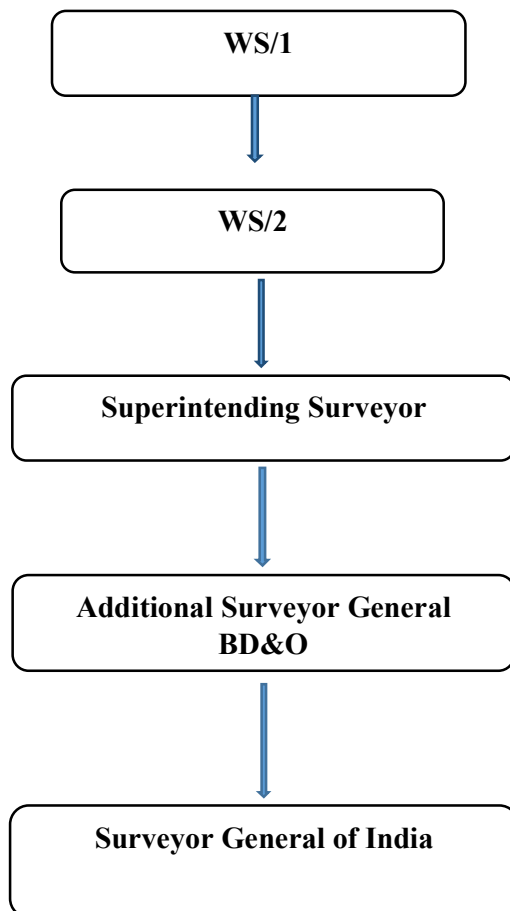 WS/1
WS/2
Superintending Surveyor
Additional Surveyor General
BD&O
Surveyor General of India